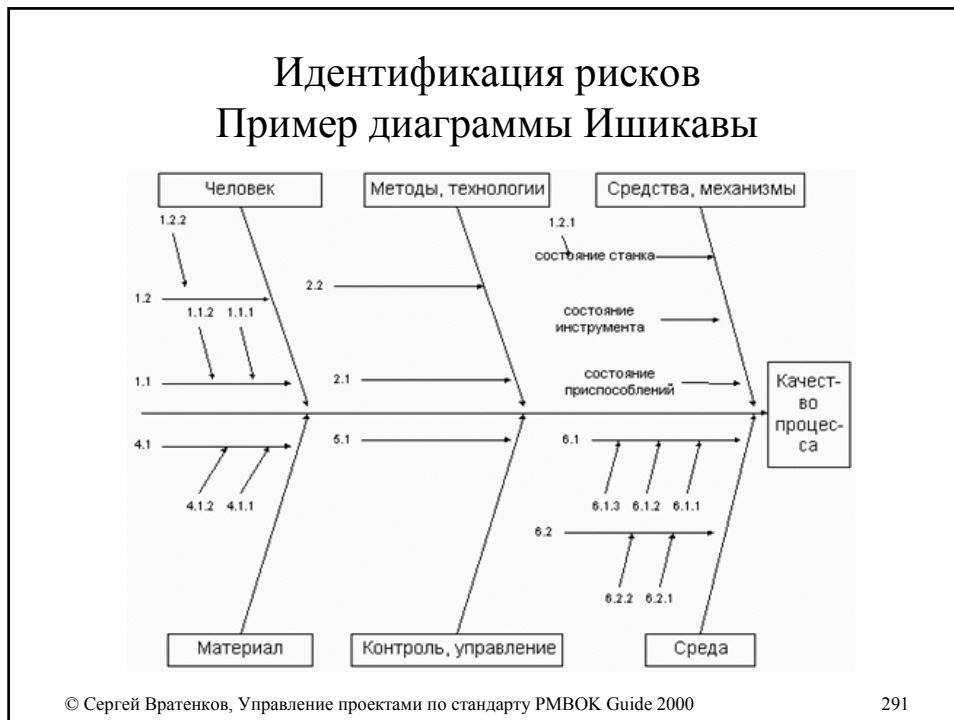 Идентификация рисков
Пример диаграммы Ишикавы
Человек
Методы, технологии
Средства, механизмы
1.2.2
1.2.1
состояние станка
1.2
2.2
1.1.2
1.1.1
состояние
инструмента
1.1
2.1
состояние
приспособлений
Качест-
во
процес-
са
4.1
5.1
6.1
4.1.2
4.1.1
6.1.3
6.1.2
6.1.1
6.2
6.2.2
6.2.1
Материал
Контроль, управление
Среда
© Сергей Вратенков, Управление проектами по стандарту PMBOK Guide 2000
291